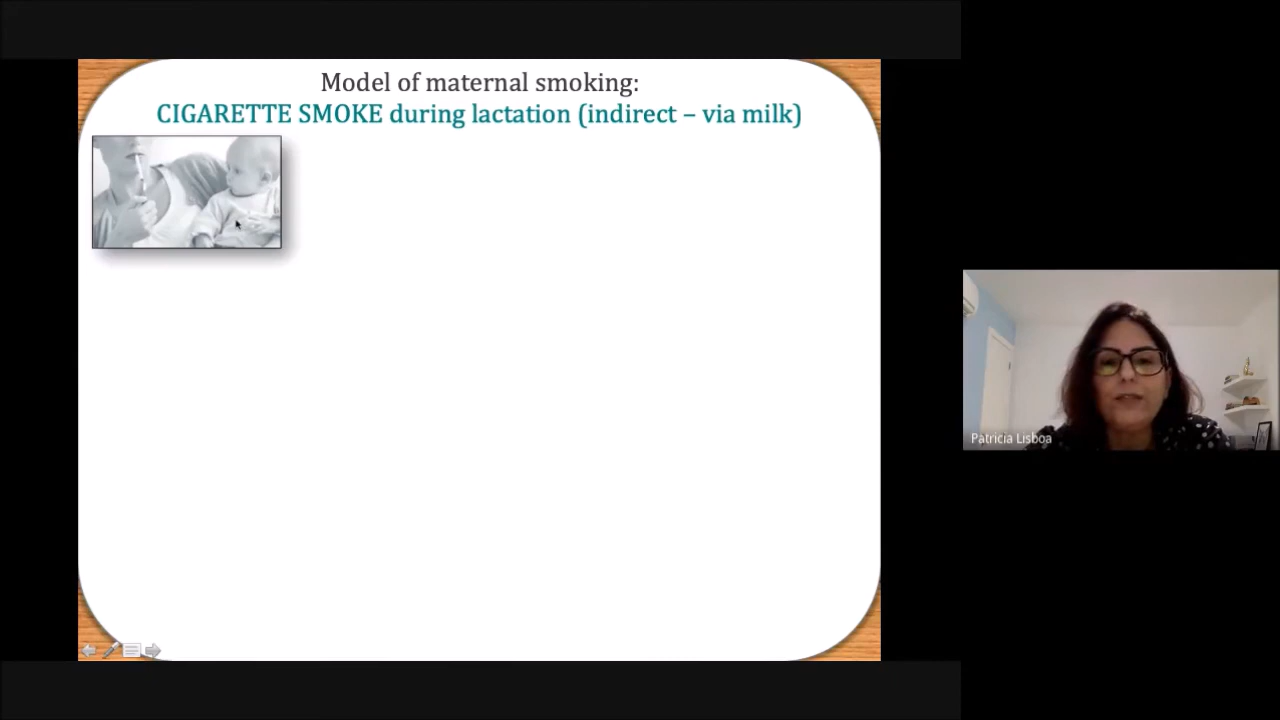 Model of maternal smoking:
CIGARETTE SMOKE during lactation (indirect – via milk)
Patricia Lisboa